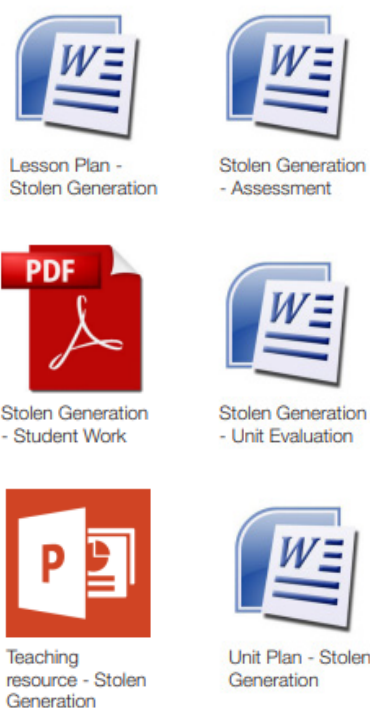 W
Lesson Plan -
Stolen Generation
W
Stolen Generation
- Assessment
PDF
Stolen Generation
- Student Work
W
Stolen Generation
- Unit Evaluation
P
Teaching
resource - Stolen
Generation
W
Unit Plan - Stolen
Generation